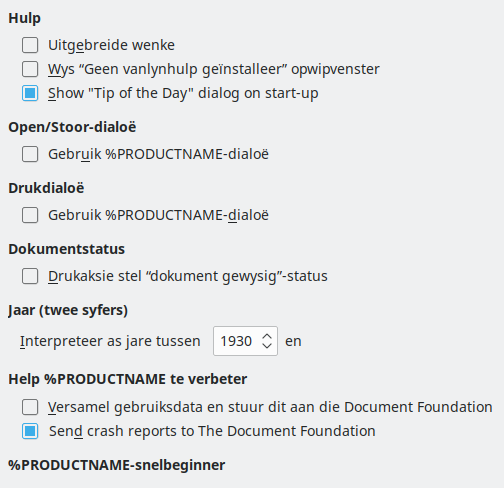 Hulp
Uitgebreide wenke
Wys “Geen vanlynhulp geïnstalleer” opwipvenster
Show "Tip of the Day" dialog on start-up
Open/Stoor-dialoë
Gebruik %PRODUCTNAME-dialoë
Drukdialoë
Gebruik %PRODUCTNAME-dialoë
Dokumentstatus
Drukaksie stel “dokument gewysig”-status
Jaar (twee syfers)
Interpreteer as jare tussen 1930 en
Help %PRODUCTNAME te verbeter
Versamel gebruiksdata en stuur dit aan die Document Foundation
Send crash reports to The Document Foundation
%PRODUCTNAME-snelbeginner